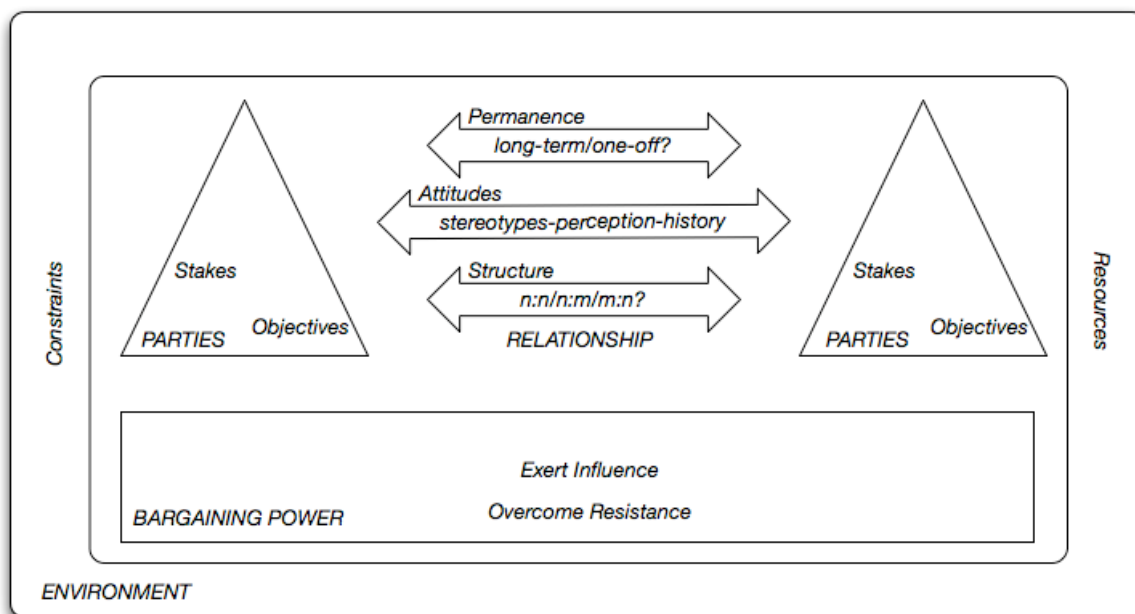 Permanence
long-term/one-off?
Attitudes
stereotypes-perception-history
Stakes
Structure
Stakes
n:n/n:m/m:n?
PARTIES
Objectives
RELATIONSHIP
PARTIES
Objectives
Constraints
Resources
Exert Influence
Overcome Resistance
BARGAINING POWER
ENVIRONMENT